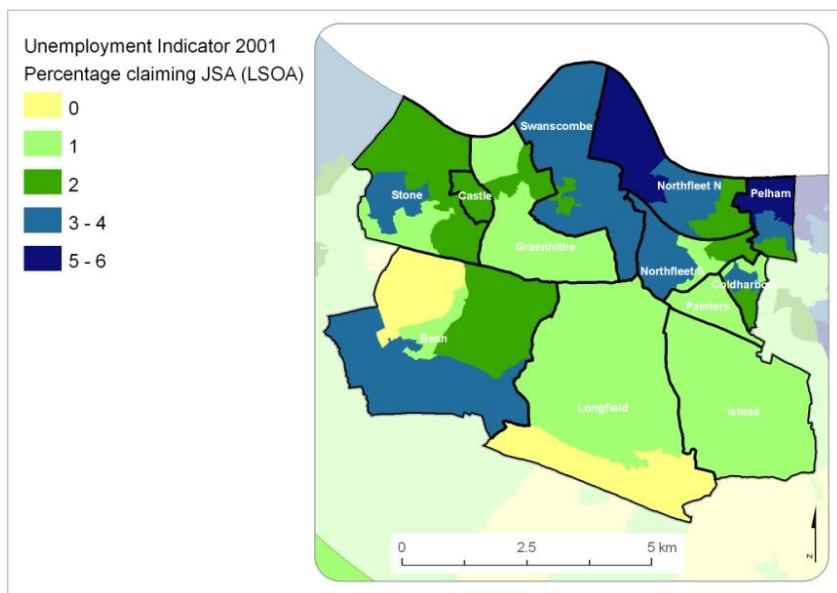 Unemployment Indicator 2001
Percentage claiming JSA (LSOA)
0
1
2
3 - 4
5 - 6
Swanscombe
Northfleet N
Pelham
Stone
Castle
Greenhithe
Northfleet S
Coldharbour
Painters
Bean
Longfield
Istead
0 2.5 5 km
N